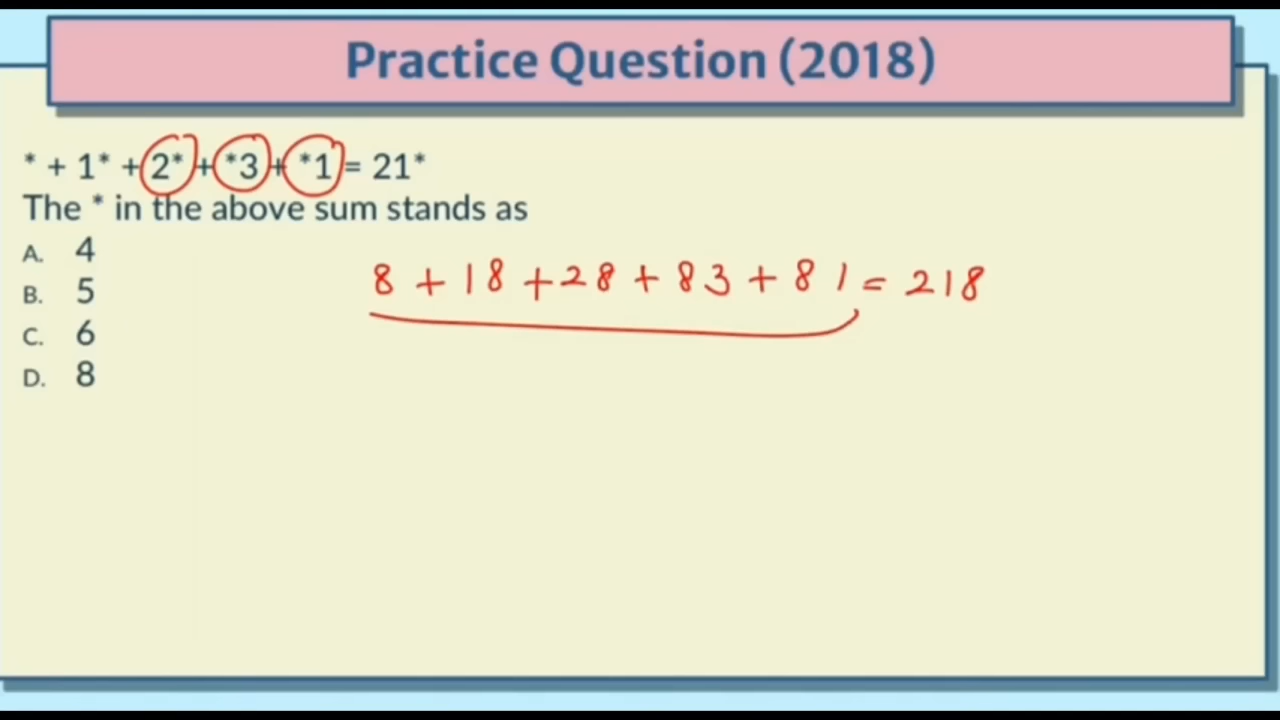 Practice Question (2018)
* + 1* + 2* + *3 + *1 = 21*
The * in the above sum stands as
A. 4
B. 5
C. 6
D. 8
8 + 18 + 28 + 83 + 81 = 218